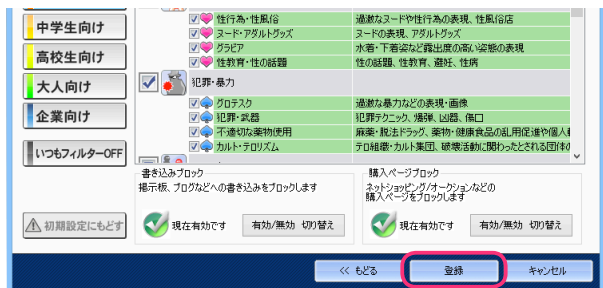 中学生向け
高校生向け
大人向け
企業向け
いつもフィルターOFF
初期設定にもどす
性行為・性風俗 過激なヌードや性行為の表現、性風俗店
ヌード・アダルトグッズ ヌードの表現、アダルトグッズ
グラビア 水着・下着姿など露出度の高い姿態の表現
性教育・性の話題 性の話題、性教育、避妊、性病
犯罪・暴力
グロテスク 過激な暴力などの表現・画像
犯罪・武器 犯罪テクニック、爆弾、凶器、俗口
不適切な薬物使用 麻薬・脱法ドラッグ、薬物・健康食品の乱用促進や個人
カルト・テロリズム テロ組織・カルト集団、破壊活動に関わったとされる団体の
書き込みブロック
掲示板、ブログなどへの書き込みをブロックします
現在有効です 有効/無効 切り替え
購入ページブロック
ネットショッピング/オークションなどの
購入ページをブロックします
現在有効です 有効/無効 切り替え
<< もどる 登録 キャンセル